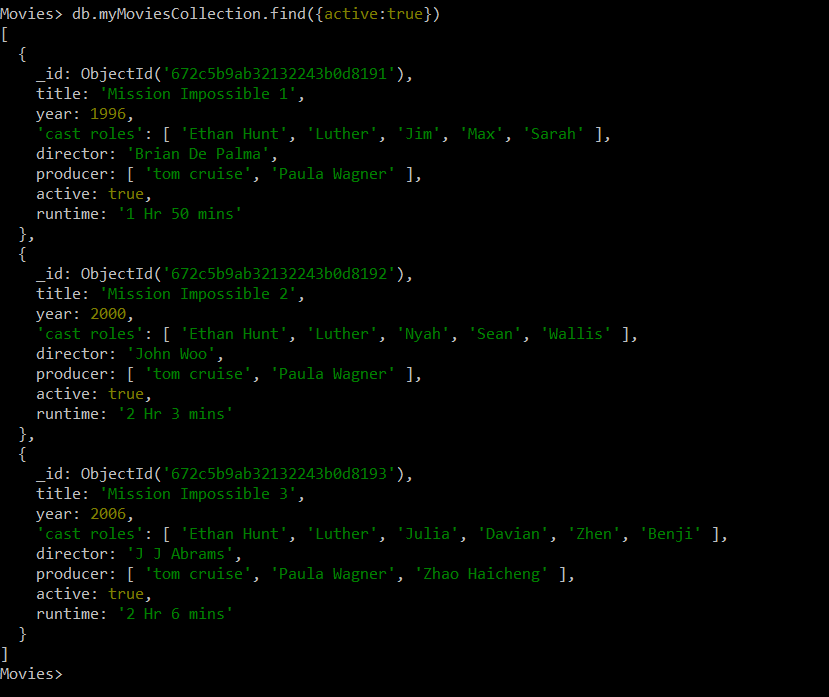 Movies> db.myMoviesCollection.find({active:true})
[
  {
    _id: ObjectId('672c5b9ab32132243b0d8191'),
    title: 'Mission Impossible 1',
    year: 1996,
    'cast roles': [ 'Ethan Hunt', 'Luther', 'Jim', 'Max', 'Sarah' ],
    director: 'Brian De Palma',
    producer: [ 'tom cruise', 'Paula Wagner' ],
    active: true,
    runtime: '1 Hr 50 mins'
  },
  {
    _id: ObjectId('672c5b9ab32132243b0d8192'),
    title: 'Mission Impossible 2',
    year: 2000,
    'cast roles': [ 'Ethan Hunt', 'Luther', 'Nyah', 'Sean', 'Wallis' ],
    director: 'John Woo',
    producer: [ 'tom cruise', 'Paula Wagner' ],
    active: true,
    runtime: '2 Hr 3 mins'
  },
  {
    _id: ObjectId('672c5b9ab32132243b0d8193'),
    title: 'Mission Impossible 3',
    year: 2006,
    'cast roles': [ 'Ethan Hunt', 'Luther', 'Julia', 'Davian', 'Zhen', 'Benji' ],
    director: 'J J Abrams',
    producer: [ 'tom cruise', 'Paula Wagner', 'Zhao Haicheng' ],
    active: true,
    runtime: '2 Hr 6 mins'
  }
]
Movies>